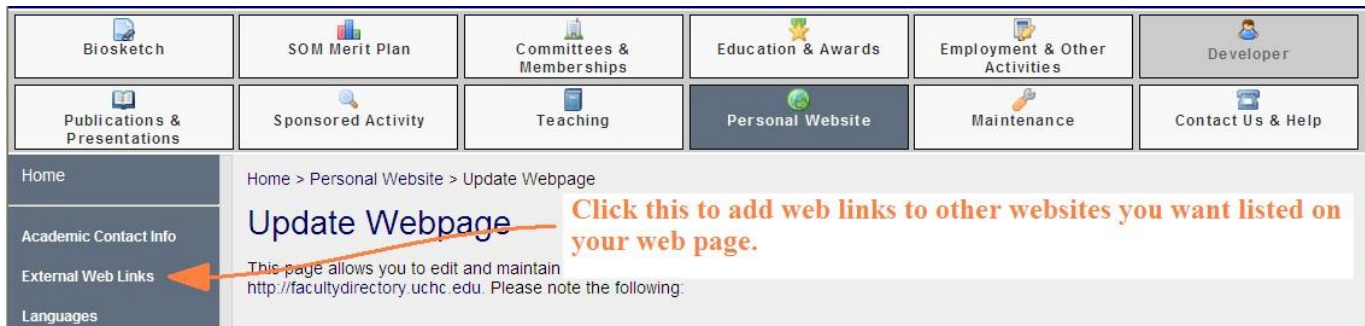 Biosketch
SOM Merit Plan
Committees &
Memberships
Education & Awards
Employment & Other
Activities
Developer
Publications &
Presentations
Sponsored Activity
Teaching
Personal Website
Maintenance
Contact Us & Help
Home
Academic Contact Info
External Web Links
Languages
Home > Personal Website > Update Webpage
Update Webpage
Click this to add web links to other websites you want listed on
your web page.
This page allows you to edit and maintain
http://facultydirectory.uchc.edu. Please note the following: